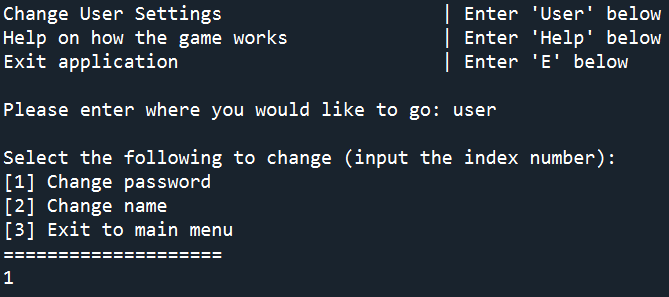 Change User Settings | Enter 'User' below
Help on how the game works | Enter 'Help' below
Exit application | Enter 'E' below
Please enter where you would like to go: user
Select the following to change (input the index number):
[1] Change password
[2] Change name
[3] Exit to main menu
====================
1